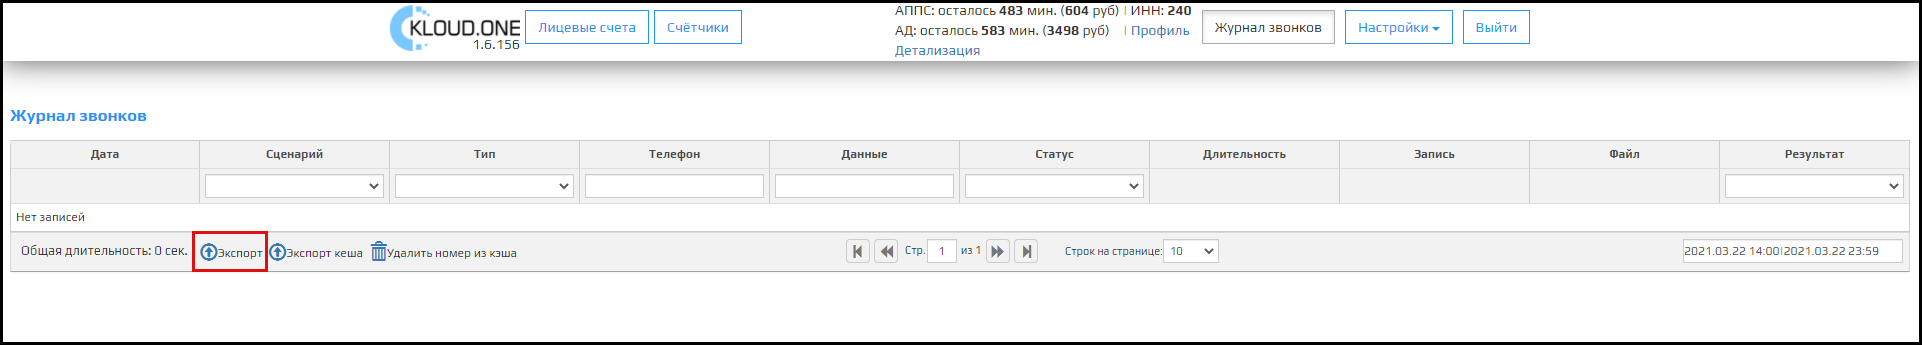 KLOUD.ONE
1.6.156
Лицевые счета
Счётчики
АППС: осталось 483 мин. (604 руб) | ИНН: 240
АД: осталось 583 мин. (3498 руб) | Профиль
Детализация
Журнал звонков
Настройки
Выйти
Журнал звонков
Дата Сценарий Тип Телефон Данные Статус Длительность Запись Файл Результат
Нет записей
Общая длительность: 0 сек. Экспорт Экспорт кеша Удалить номер из кэша Стр. 1 из 1 Строк на странице: 10 2021.03.22 14:00|2021.03.22 23:59